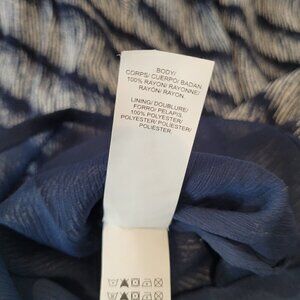 BODY/
CORPS/ CUERPO/ BADAN
100% RAYON/ RAYONNE/
RAYON/ RAYON
LINING/ DOUBLURE/
FORRO/ PELAPIS
100% POLYESTER/
POLYESTER/ POLIESTER/
POLIESTER